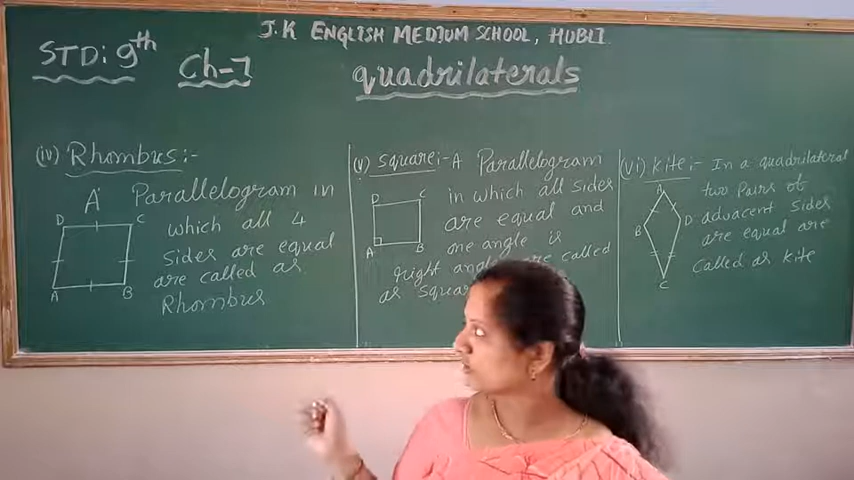 J.K ENGLISH MEDIUM SCHOOL, HUBLI
STD: 9th
Ch-7
quadrilaterals
(iv) Rhombus:-
A Parallelogram in
which all 4
sides are equal
are called as
Rhombus
D C
A B
(v) square:- A Parallelogram
in which all sides
are equal and
one angle is
right angle are called
as square
D C
A B
(vi) kite:- In a quadrilateral
two Pairs of
adyacent sides
are equal are
called as kite
A
B D
C